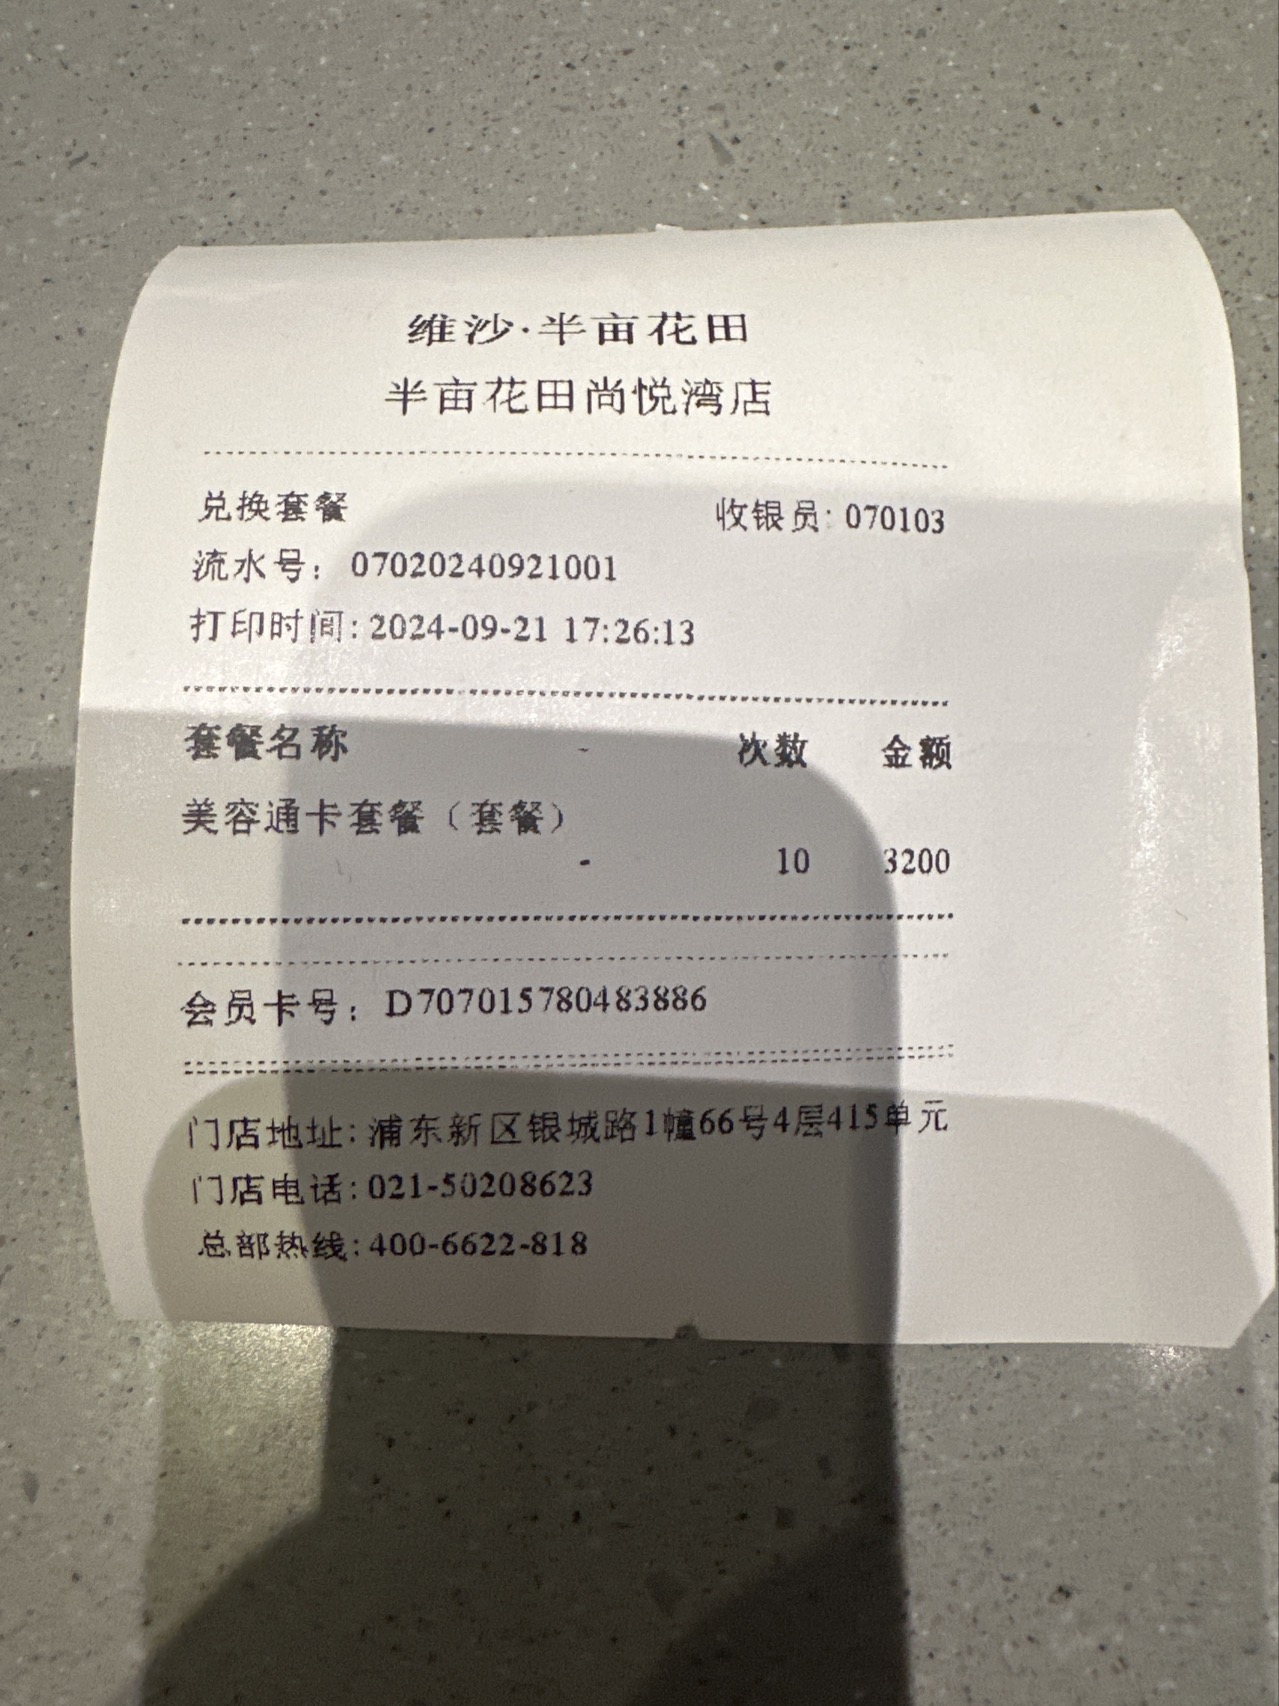 维沙·半亩花田
半亩花田尚悦湾店
兑换套餐 收银员: 070103
流水号： 07020240921001
打印时间: 2024-09-21 17:26:13
套餐名称 - 次数 金额
美容通卡套餐（套餐）
- 10 3200
会员卡号： D707015780483886
门店地址: 浦东新区银城路1幢66号4层415单元
门店电话: 021-50208623
总部热线: 400-6622-818